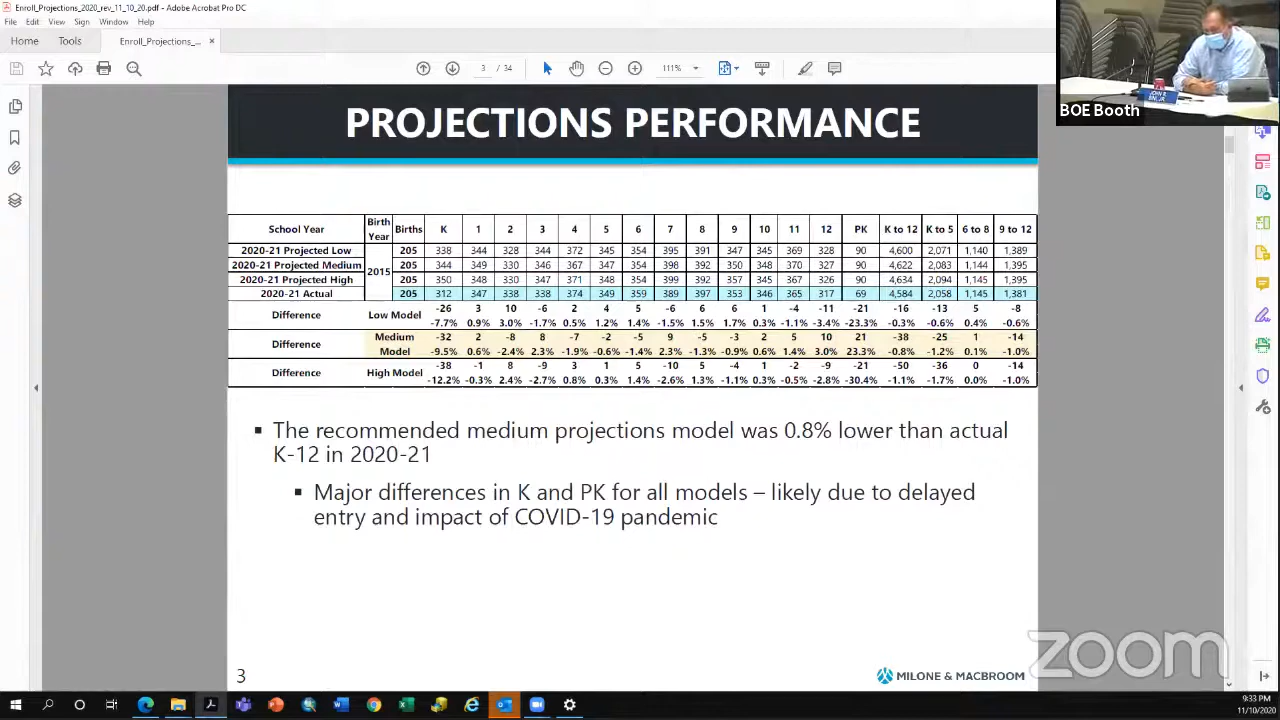 Enroll_Projections_2020_rev_11_10_20.pdf - Adobe Acrobat Pro DC
File Edit View Sign Window Help
Home Tools Enroll_Projections_... ×
3 / 34 111%
BOE Booth
PROJECTIONS PERFORMANCE
School Year Birth Year Births K 1 2 3 4 5 6 7 8 9 10 11 12 PK K to 12 K to 5 6 to 8 9 to 12
2020-21 Projected Low 2015 205 338 344 328 344 372 345 354 395 391 347 345 369 328 90 4,600 2,071 1,140 1,389
2020-21 Projected Medium 205 344 349 330 346 367 347 354 398 392 350 348 370 327 90 4,622 2,083 1,144 1,395
2020-21 Projected High 205 350 348 330 347 371 348 354 399 392 357 345 367 326 90 4,634 2,094 1,145 1,395
2020-21 Actual 205 312 347 338 338 374 349 359 389 397 353 346 365 317 69 4,584 2,058 1,145 1,381
Difference Low Model -26 3 10 -6 2 4 5 -6 6 6 1 -4 -11 -21 -16 -13 5 -8
-7.7% 0.9% 3.0% -1.7% 0.5% 1.2% 1.4% -1.5% 1.5% 1.7% 0.3% -1.1% -3.4% -23.3% -0.3% -0.6% 0.4% -0.6%
Difference Medium -32 2 -8 8 -7 -2 -5 9 -5 -3 2 5 10 21 -38 -25 1 -14
Model -9.5% 0.6% -2.4% 2.3% -1.9% -0.6% -1.4% 2.3% -1.3% -0.9% 0.6% 1.4% 3.0% 23.3% -0.8% -1.2% 0.1% -1.0%
Difference High Model -38 -1 8 -9 3 1 5 -10 5 -4 1 -2 -9 -21 -50 -36 0 -14
-12.2% -0.3% 2.4% -2.7% 0.8% 0.3% 1.4% -2.6% 1.3% -1.1% 0.3% -0.5% -2.8% -30.4% -1.1% -1.7% 0.0% -1.0%
▪ The recommended medium projections model was 0.8% lower than actual
K-12 in 2020-21
▪ Major differences in K and PK for all models – likely due to delayed
entry and impact of COVID-19 pandemic
3
MILONE & MACBROOM
zoom
9:33 PM
11/10/2020